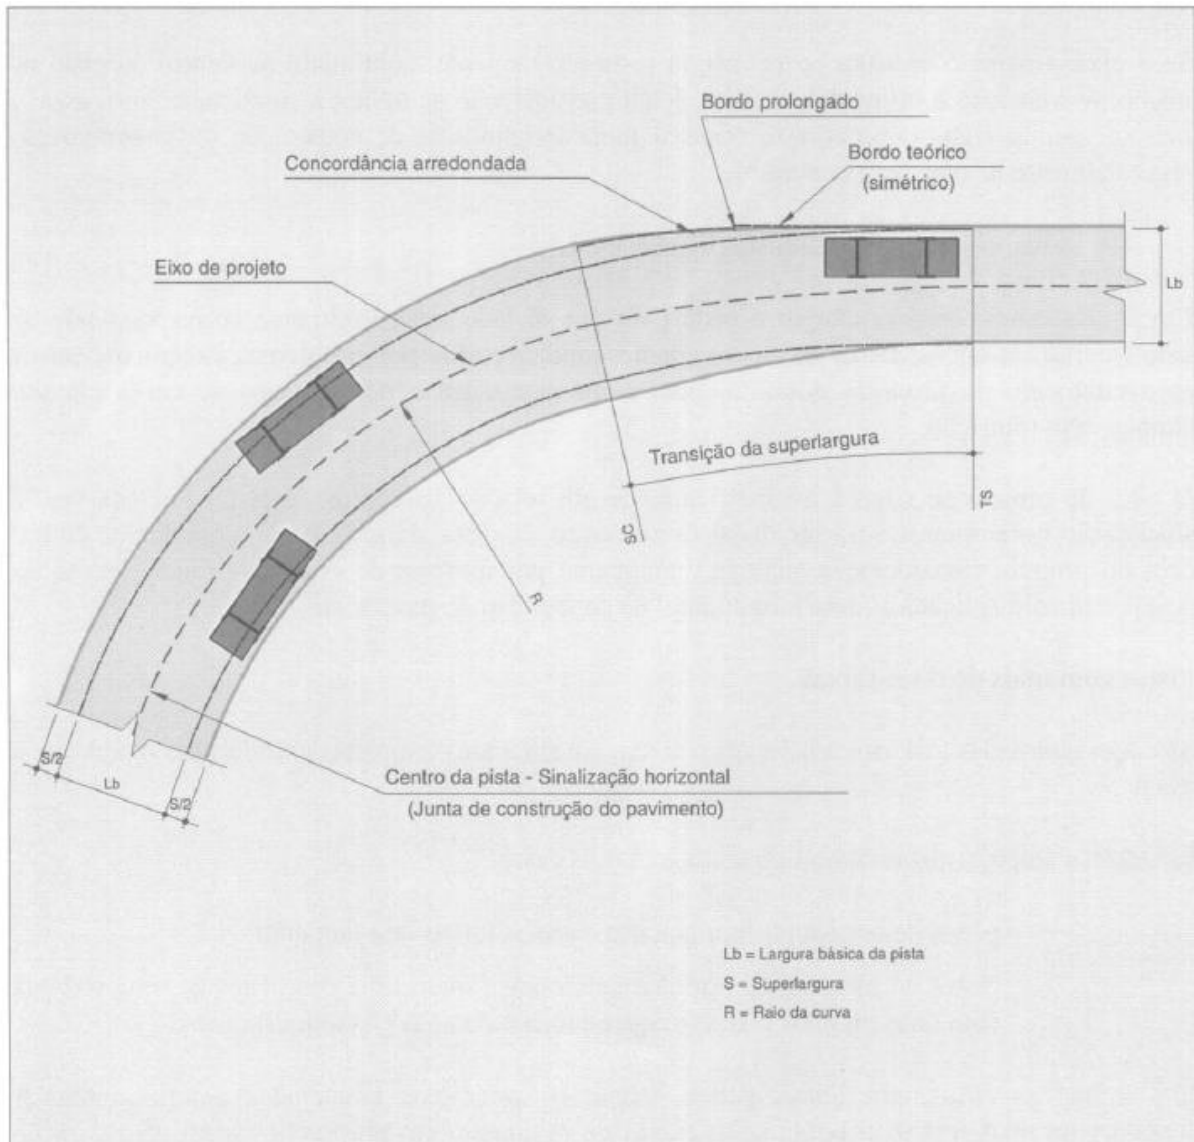 Bordo prolongado
Concordância arredondada
Bordo teórico
(simétrico)
Eixo de projeto
Lb
Transição da superlargura
SC
TS
R
S/2
Lb
S/2
Centro da pista - Sinalização horizontal
(Junta de construção do pavimento)
Lb = Largura básica da pista
S = Superlargura
R = Raio da curva